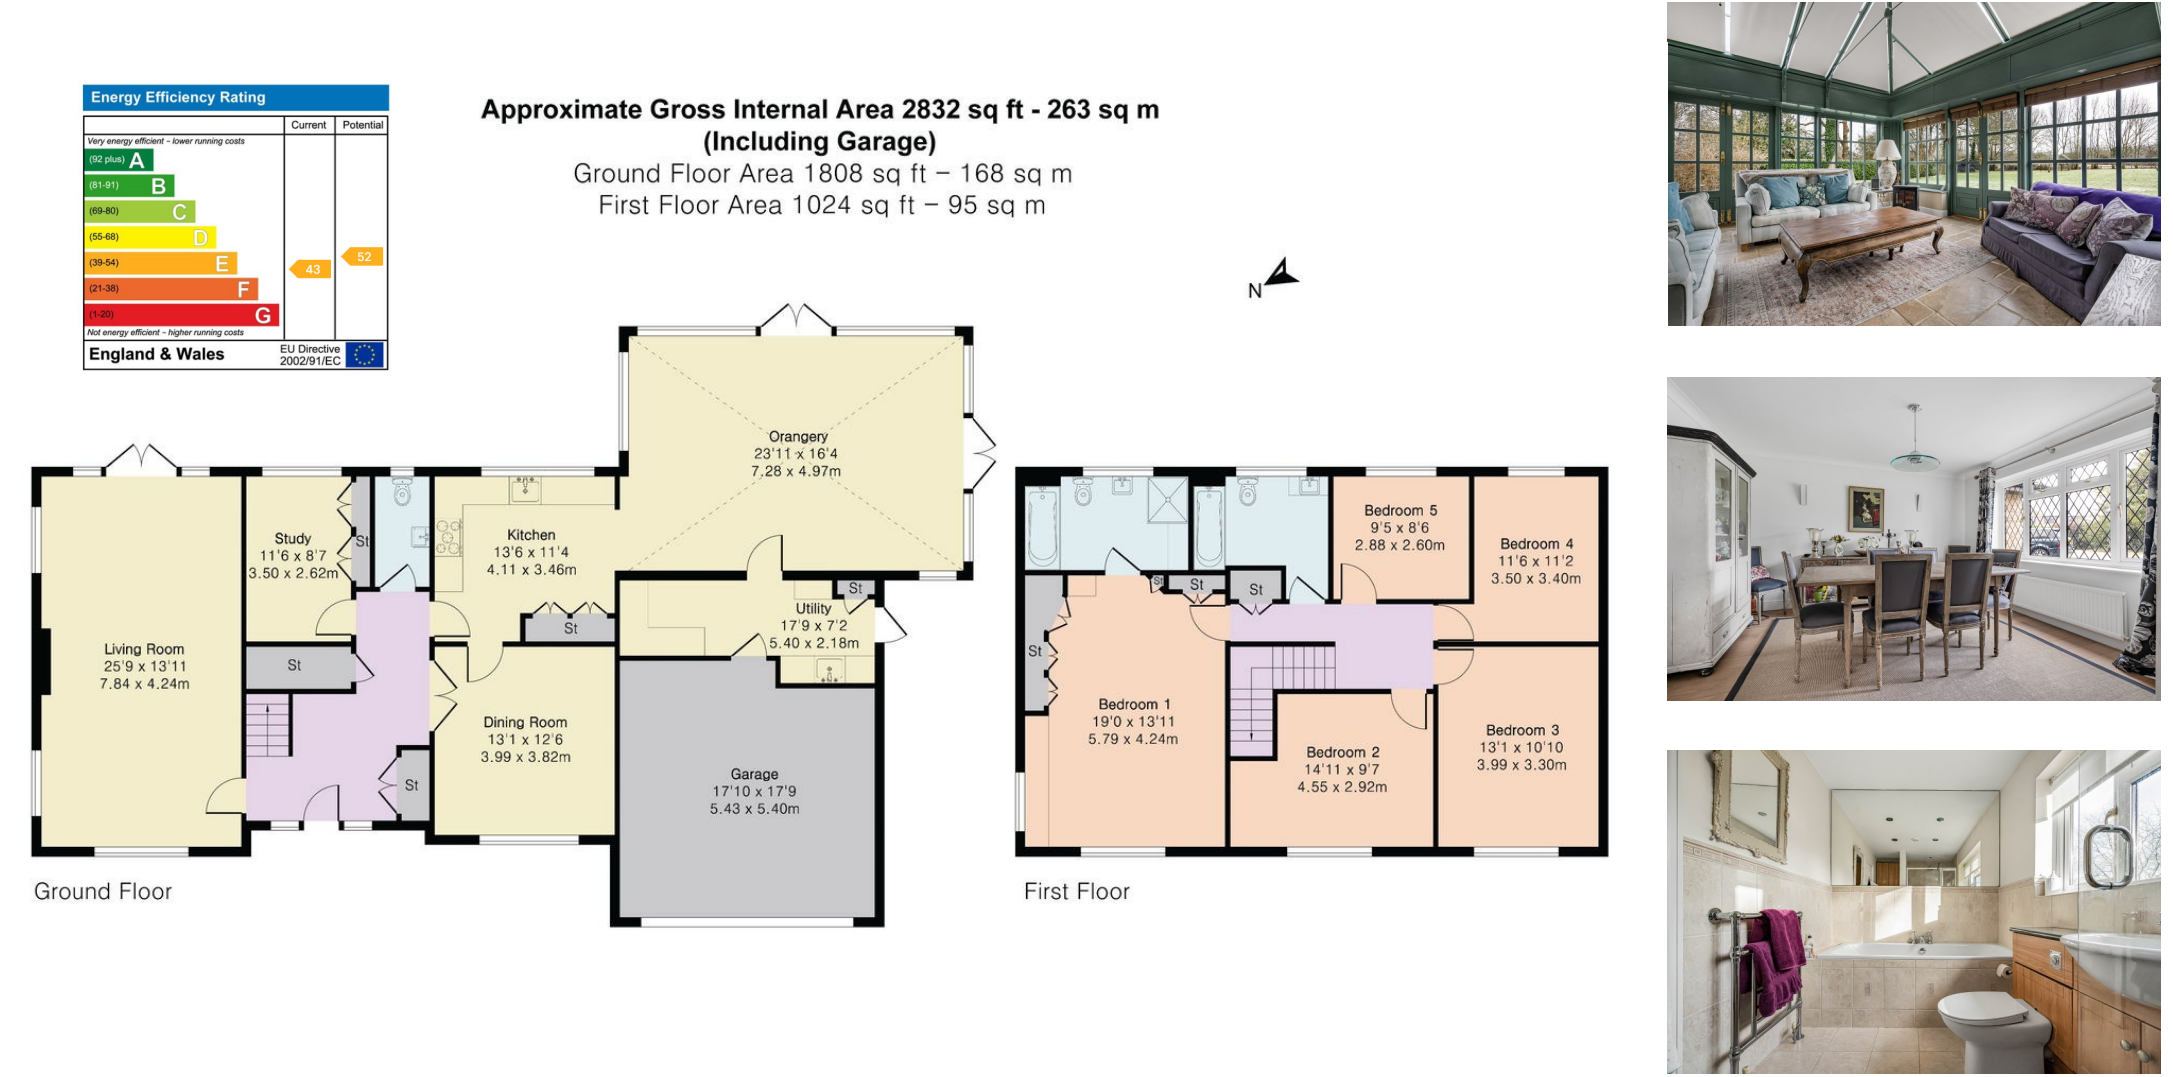 Energy Efficiency Rating
Current Potential
Very energy efficient – lower running costs
(92 plus) A
(81-91) B
(69-80) C
(55-68) D
(39-54) E
(21-38) F
(1-20) G
43
52
Not energy efficient – higher running costs
England & Wales
EU Directive
2002/91/EC
Approximate Gross Internal Area 2832 sq ft - 263 sq m
(Including Garage)
Ground Floor Area 1808 sq ft – 168 sq m
First Floor Area 1024 sq ft – 95 sq m
N
Orangery
23'11 x 16'4
7.28 x 4.97m
Study
11'6 x 8'7
3.50 x 2.62m
St
Kitchen
13'6 x 11'4
4.11 x 3.46m
St
St
Utility
17'9 x 7'2
5.40 x 2.18m
Living Room
25'9 x 13'11
7.84 x 4.24m
St
Dining Room
13'1 x 12'6
3.99 x 3.82m
St
Garage
17'10 x 17'9
5.43 x 5.40m
Ground Floor
Bedroom 5
9'5 x 8'6
2.88 x 2.60m
Bedroom 4
11'6 x 11'2
3.50 x 3.40m
St
St
St
St
Bedroom 1
19'0 x 13'11
5.79 x 4.24m
Bedroom 2
14'11 x 9'7
4.55 x 2.92m
Bedroom 3
13'1 x 10'10
3.99 x 3.30m
First Floor